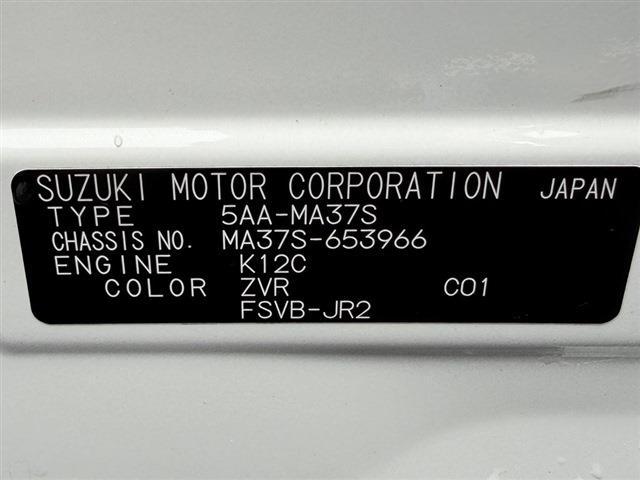 SUZUKI MOTOR CORPORATION JAPAN
TYPE 5AA-MA37S
CHASSIS NO. MA37S-653966
ENGINE K12C
COLOR ZVR C01
FSVB-JR2